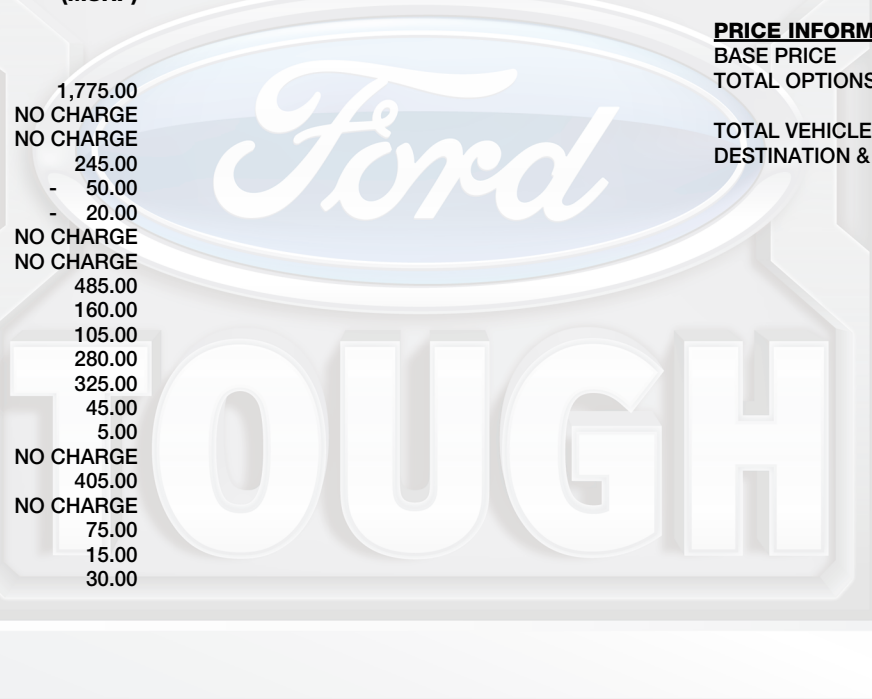 1,775.00
NO CHARGE
NO CHARGE
245.00
- 50.00
- 20.00
NO CHARGE
NO CHARGE
485.00
160.00
105.00
280.00
325.00
45.00
5.00
NO CHARGE
405.00
NO CHARGE
75.00
15.00
30.00
PRICE INFORM
BASE PRICE
TOTAL OPTIONS
TOTAL VEHICLE
DESTINATION &
Ford
TOUGH